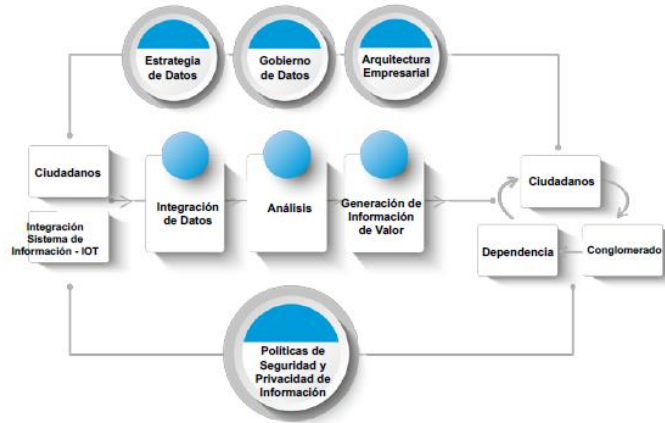 Estrategia
de Datos
Gobierno
de Datos
Arquitectura
Empresarial
Ciudadanos
Integración
Sistema de
Información - IOT
Integración
de Datos
Análisis
Generación de
Información
de Valor
Ciudadanos
Dependencia
Conglomerado
Políticas de
Seguridad y
Privacidad de
Información